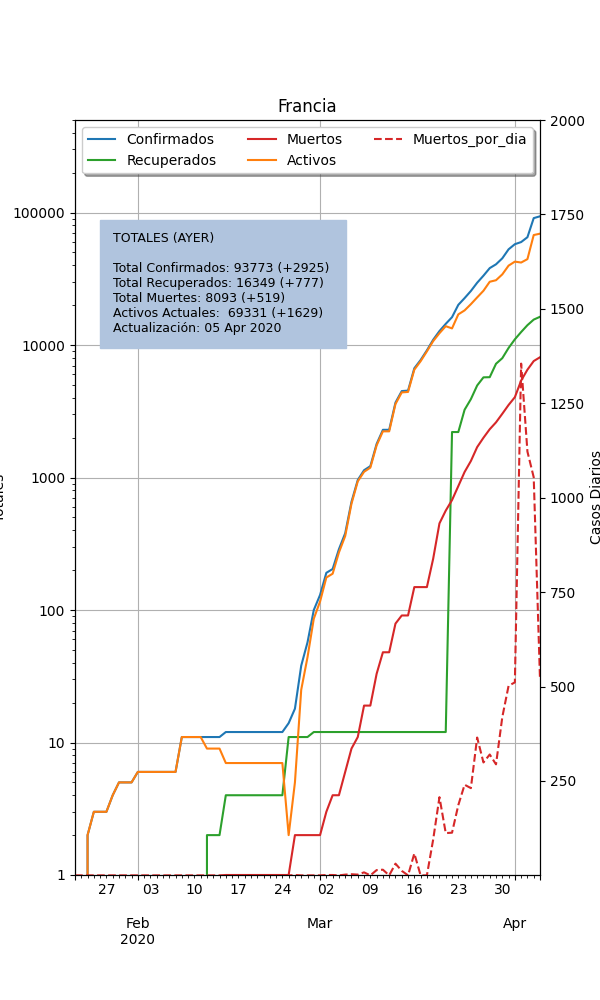 Francia
Confirmados
Recuperados
Muertos
Activos
Muertos_por_dia
TOTALES (AYER)
Total Confirmados: 93773 (+2925)
Total Recuperados: 16349 (+777)
Total Muertes: 8093 (+519)
Activos Actuales:  69331 (+1629)
Actualización: 05 Apr 2020
100000
10000
1000
100
10
1
2000
1750
1500
1250
1000
750
500
250
Casos Diarios
27 03 10 17 24 02 09 16 23 30
Feb Mar Apr
2020